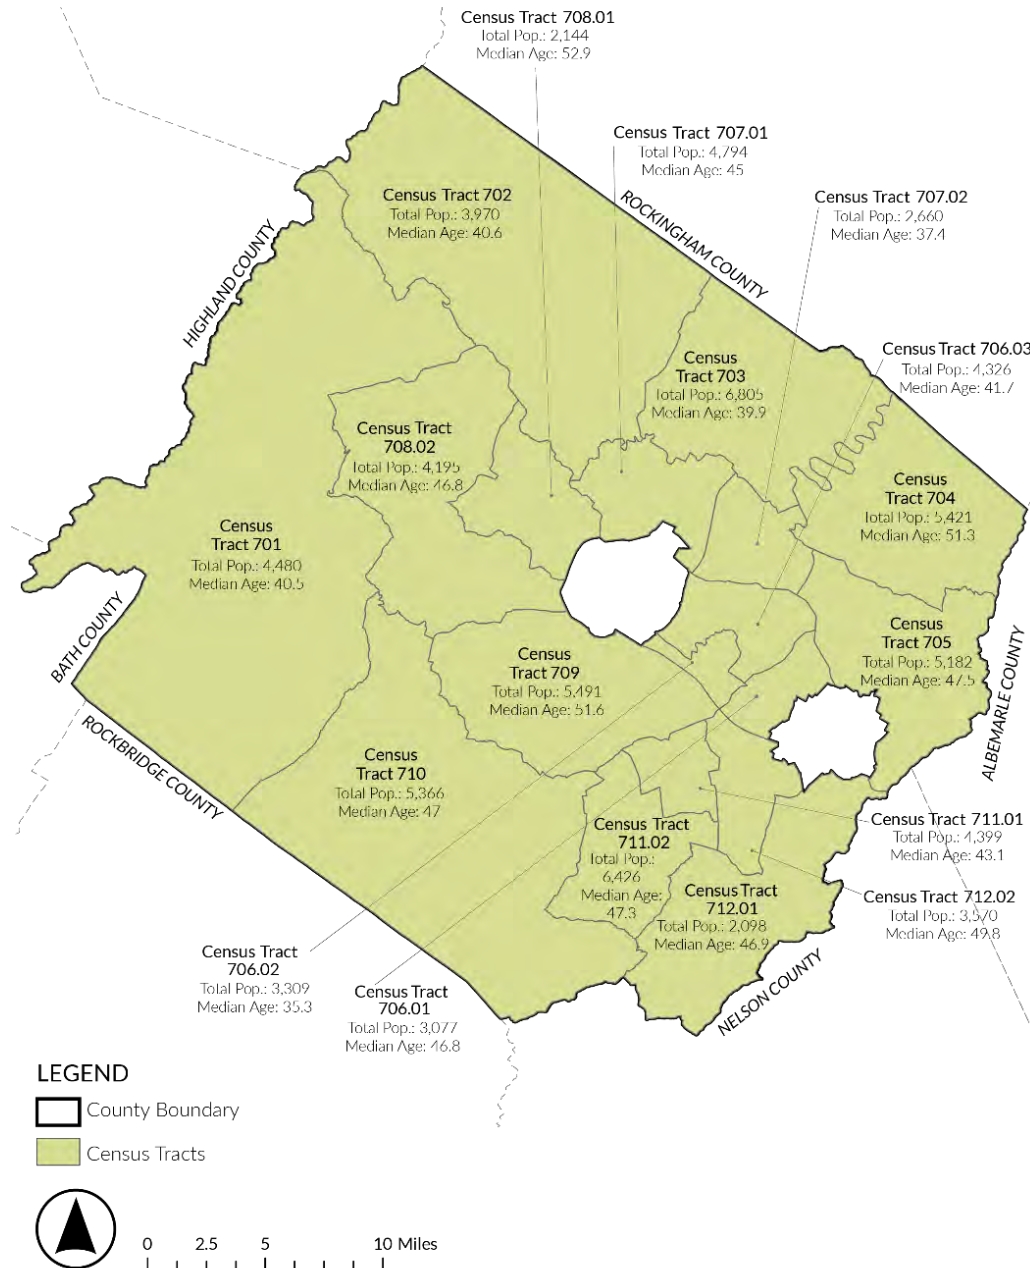 Census Tract 708.01
Total Pop.: 2,144
Median Age: 52.9
Census Tract 707.01
Total Pop.: 4,794
Median Age: 45
Census Tract 702
Total Pop.: 3,970
Median Age: 40.6
Census Tract 707.02
Total Pop.: 2,660
Median Age: 37.4
ROCKINGHAM COUNTY
HIGHLAND COUNTY
Census Tract 706.03
Total Pop.: 4,326
Median Age: 41.7
Census
Tract 703
Total Pop.: 6,805
Median Age: 39.9
Census Tract
708.02
Total Pop.: 4,195
Median Age: 46.8
Census
Tract 704
Total Pop.: 5,421
Median Age: 51.3
Census
Tract 701
Total Pop.: 4,480
Median Age: 40.5
BATH COUNTY
Census
Tract 705
Total Pop.: 5,182
Median Age: 47.5
ALBEMARLE COUNTY
Census
Tract 709
Total Pop.: 5,491
Median Age: 51.6
ROCKBRIDGE COUNTY
Census
Tract 710
Total Pop.: 5,366
Median Age: 47
Census Tract
711.02
Total Pop.:
6,426
Median Age:
47.3
Census Tract 711.01
Total Pop.: 4,399
Median Age: 43.1
Census Tract
712.01
Total Pop.: 2,098
Median Age: 46.9
Census Tract 712.02
Total Pop.: 3,570
Median Age: 49.8
NELSON COUNTY
Census Tract
706.02
Total Pop.: 3,309
Median Age: 35.3
Census Tract
706.01
Total Pop.: 3,077
Median Age: 46.8
LEGEND
County Boundary
Census Tracts
0 2.5 5 10 Miles